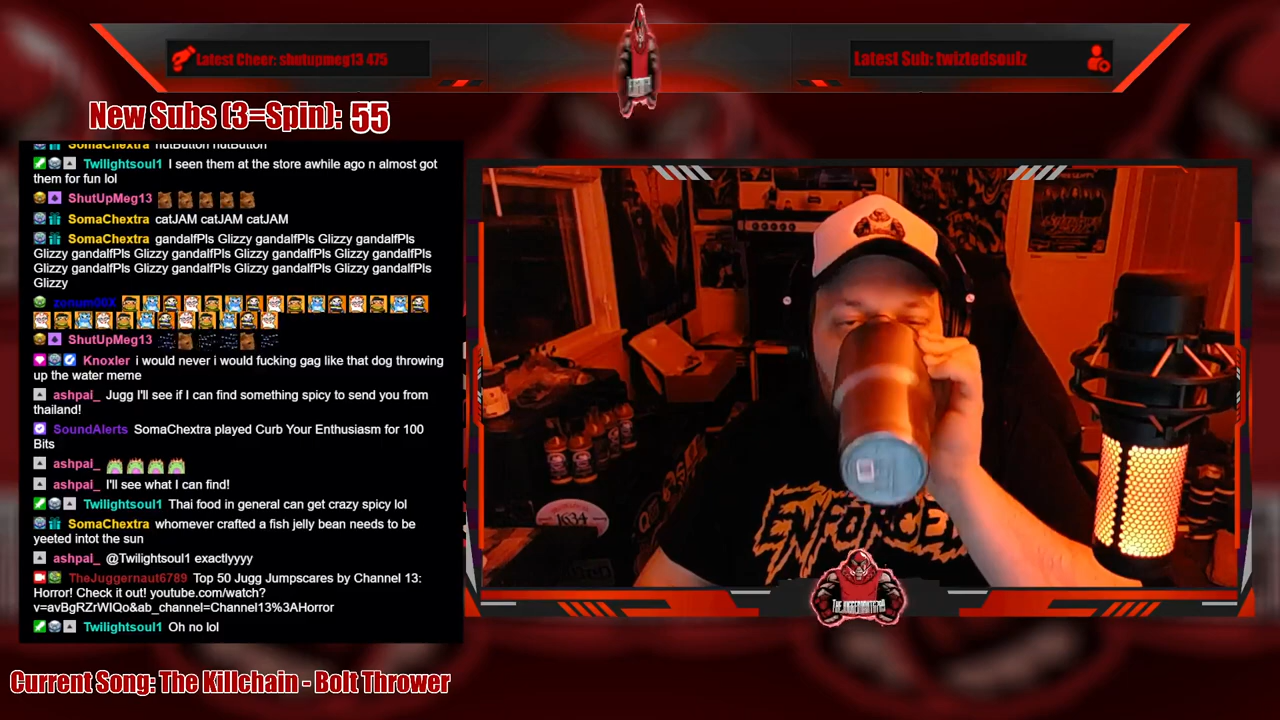 Latest Cheer: shutupmeg13 475
Latest Sub: twiztedsoulz
New Subs (3=Spin): 55
SomaChextra nutButton nutButton
Twilightsoul1 I seen them at the store awhile ago n almost got
them for fun lol
ShutUpMeg13
SomaChextra catJAM catJAM catJAM
SomaChextra gandalfPls Glizzy gandalfPls Glizzy gandalfPls
Glizzy gandalfPls Glizzy gandalfPls Glizzy gandalfPls
Glizzy gandalfPls Glizzy gandalfPls Glizzy gandalfPls
Glizzy
zonum00X
ShutUpMeg13
Knoxler i would never i would fucking gag like that dog throwing
up the water meme
ashpai_ Jugg I'll see if I can find something spicy to send you from
thailand!
SoundAlerts SomaChextra played Curb Your Enthusiasm for 100
Bits
ashpai_
ashpai_ I'll see what I can find!
Twilightsoul1 Thai food in general can get crazy spicy lol
SomaChextra whomever crafted a fish jelly bean needs to be
yeeted intot the sun
ashpai_ @Twilightsoul1 exactlyyyy
TheJuggernaut6789 Top 50 Jugg Jumpscares by Channel 13:
Horror! Check it out! youtube.com/watch?
v=avBgRZrWIQo&ab_channel=Channel13%3AHorror
Twilightsoul1 Oh no lol
1634
ENFORCE
THEJUGGERNAUT6789
Current Song: The Killchain - Bolt Thrower